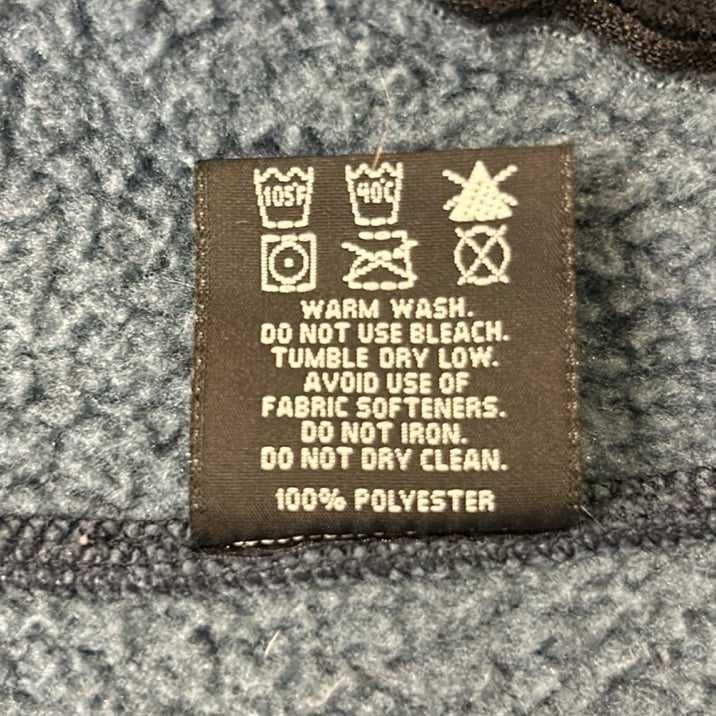 105F 40C
WARM WASH.
DO NOT USE BLEACH.
TUMBLE DRY LOW.
AVOID USE OF
FABRIC SOFTENERS.
DO NOT IRON.
DO NOT DRY CLEAN.
100% POLYESTER